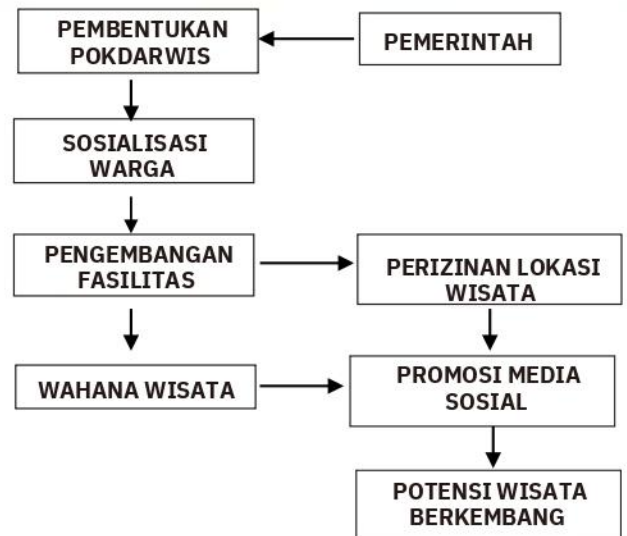 PEMBENTUKAN
POKDARWIS
PEMERINTAH
SOSIALISASI
WARGA
PENGEMBANGAN
FASILITAS
PERIZINAN LOKASI
WISATA
WAHANA WISATA
PROMOSI MEDIA
SOSIAL
POTENSI WISATA
BERKEMBANG